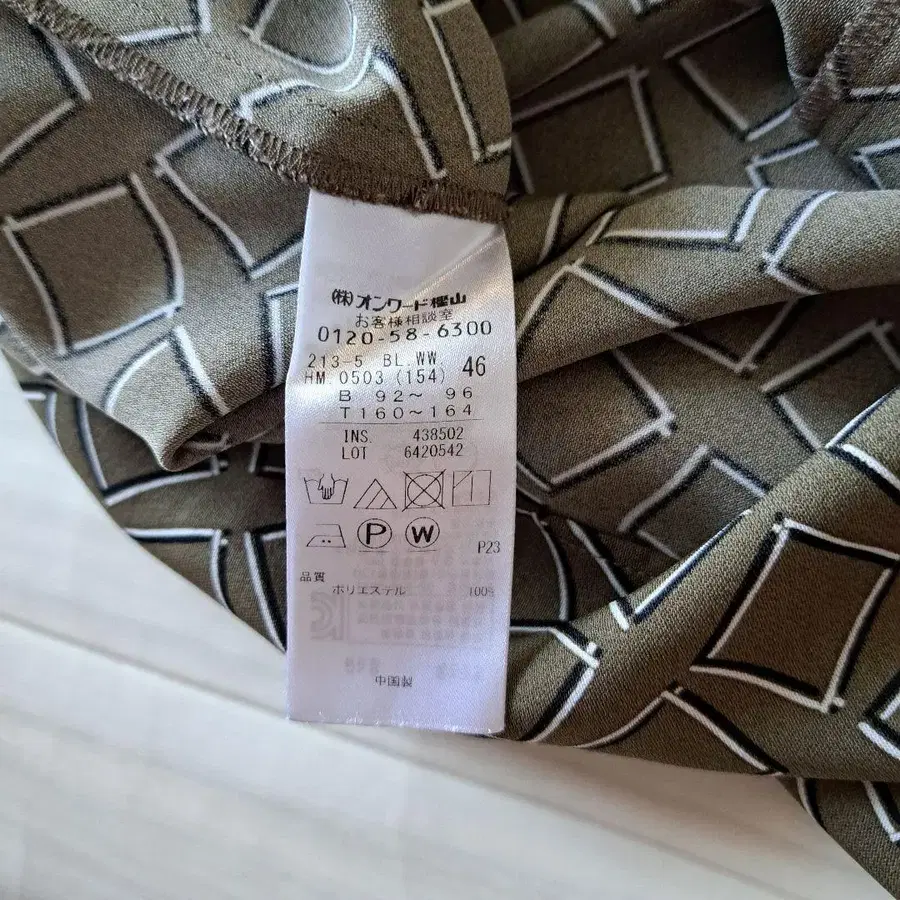 (株)オンワード樫山
お客様相談室
0120-58-6300
213-5 BL.WW
HM.0503 (154) 46
B 92〜 96
T160〜164
INS. 438502
LOT 6420542
P W
P23
品質
ポリエステル 100%
中国製